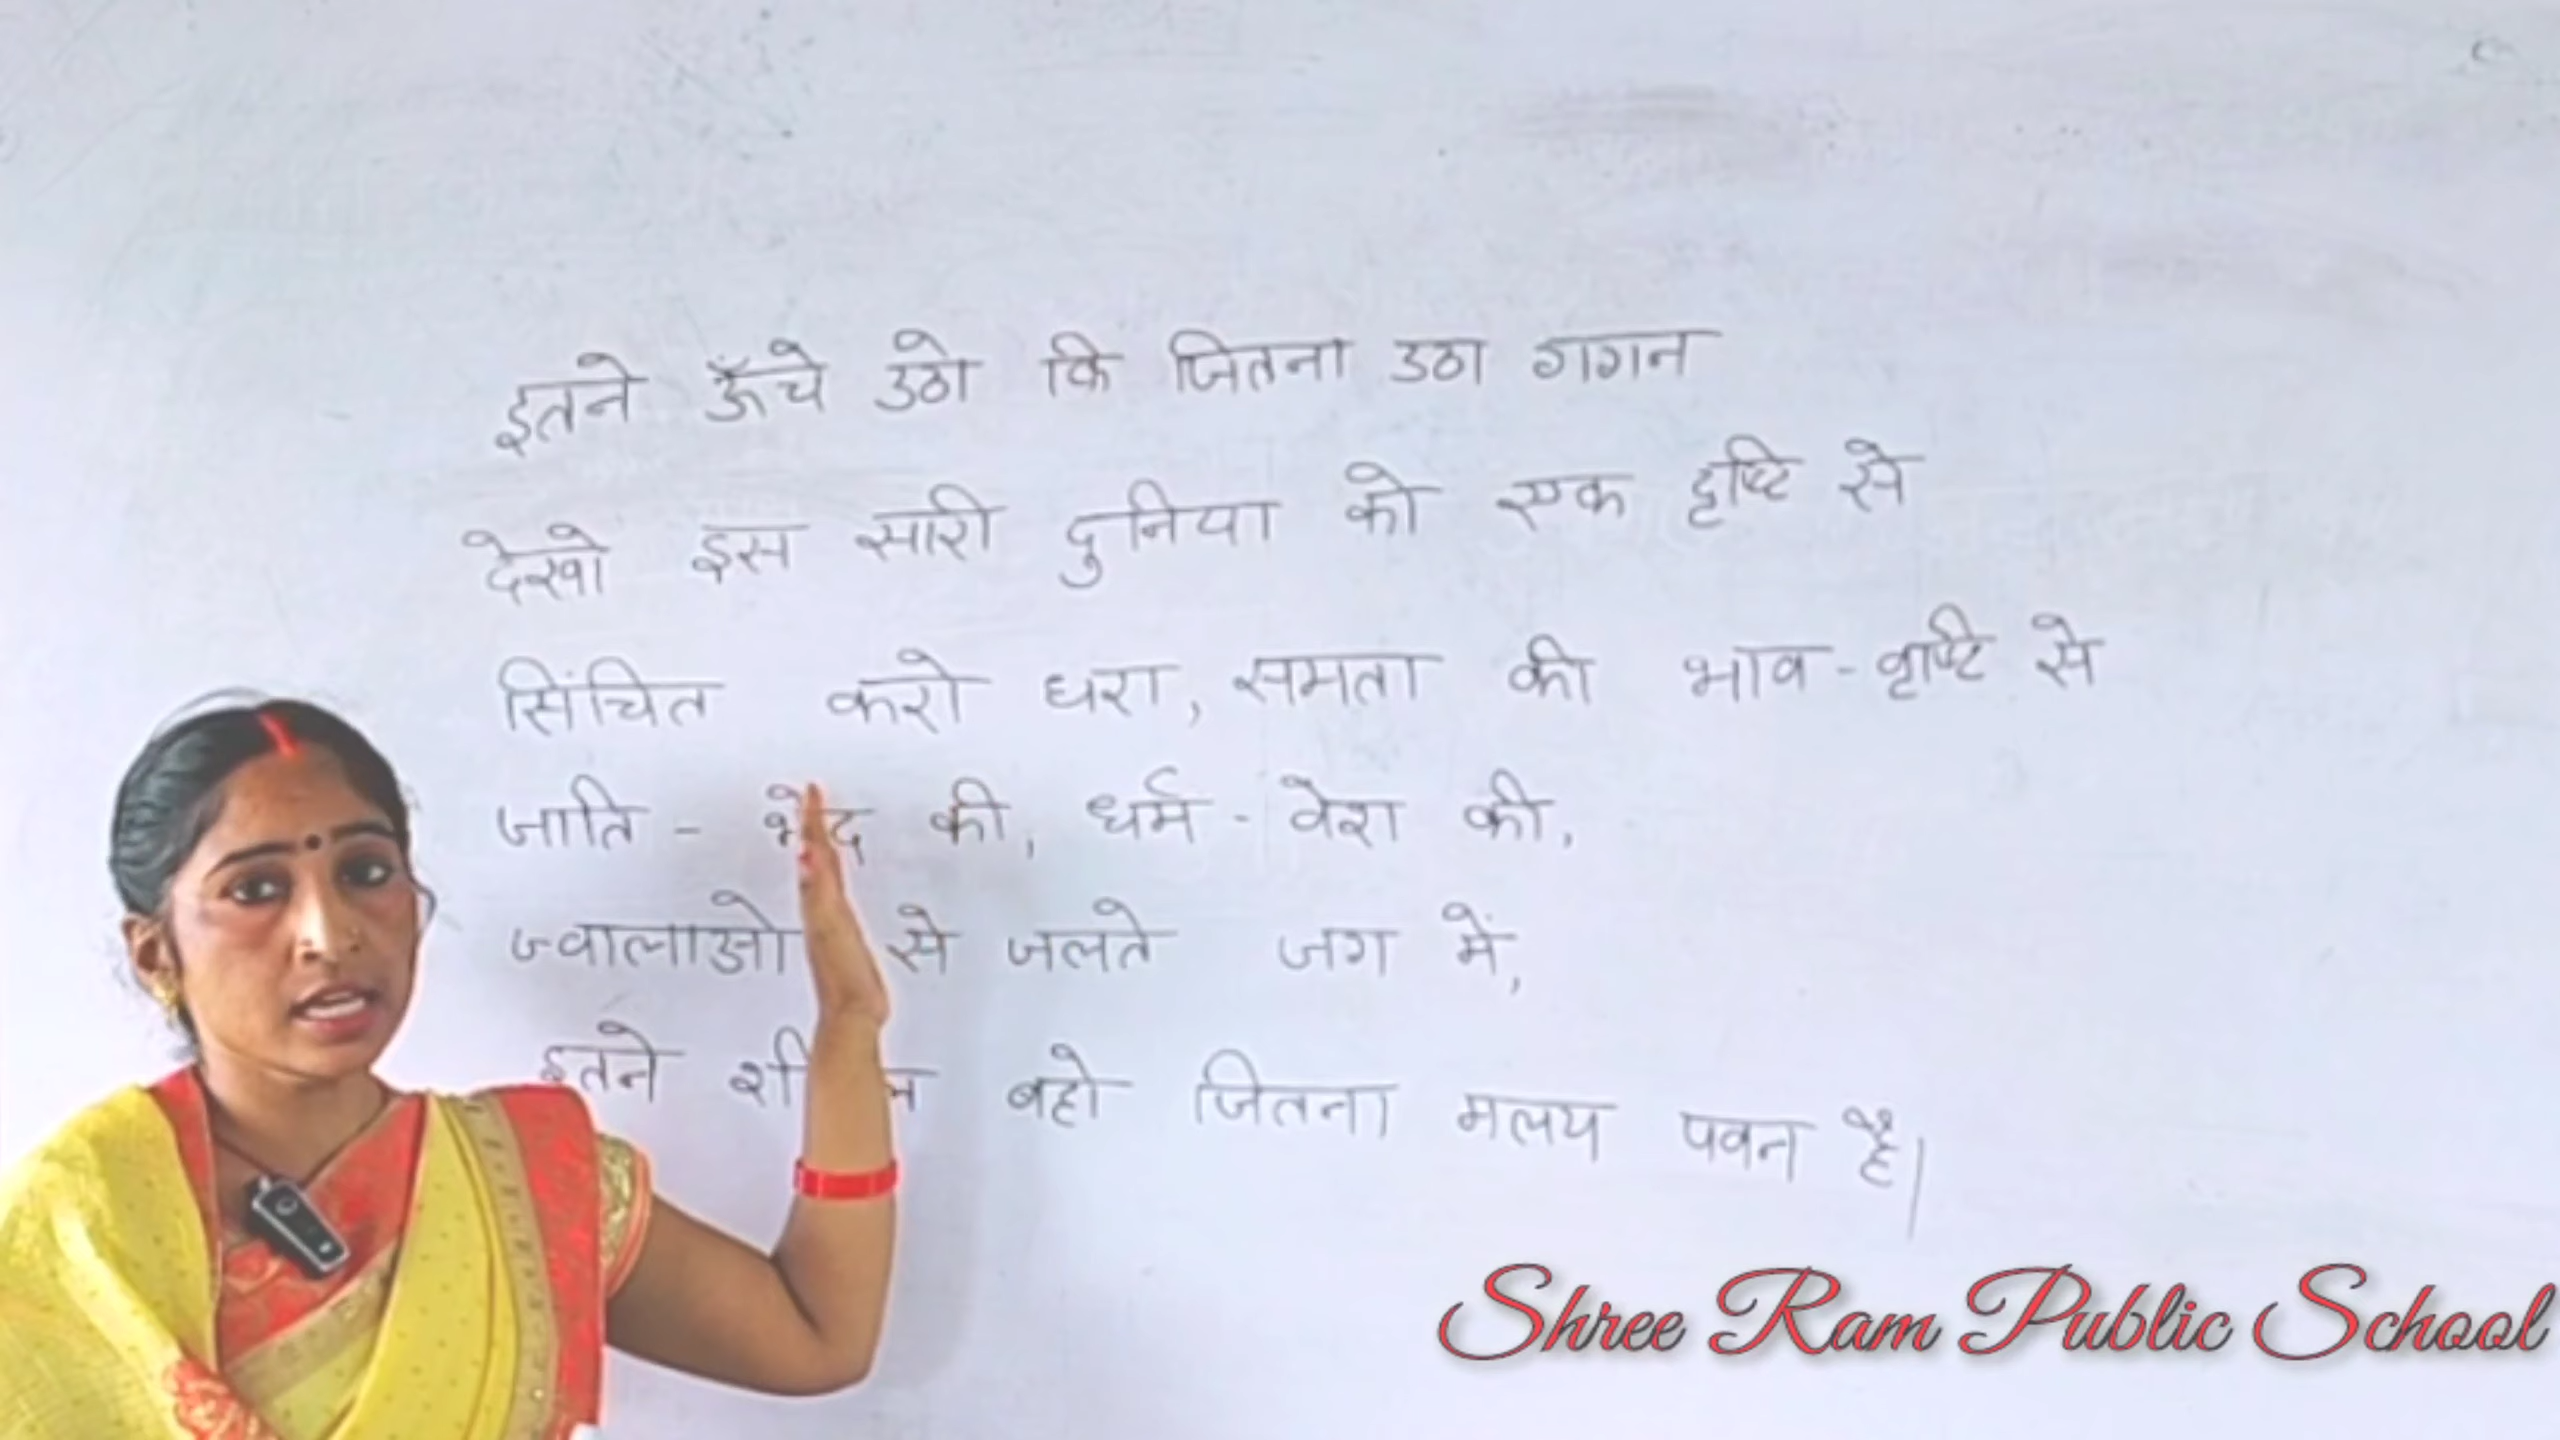 इतने ऊँचे उठो कि जितना उठा गगन
देखो इस सारी दुनिया को एक दृष्टि से
सिंचित करो धरा, समता की भाव - वृष्टि से
जाति - भेद की, धर्म - वेश की,
ज्वालाओ से जलते जग में,
इतने बहो जितना मलय पवन है।
Shree Ram Public School